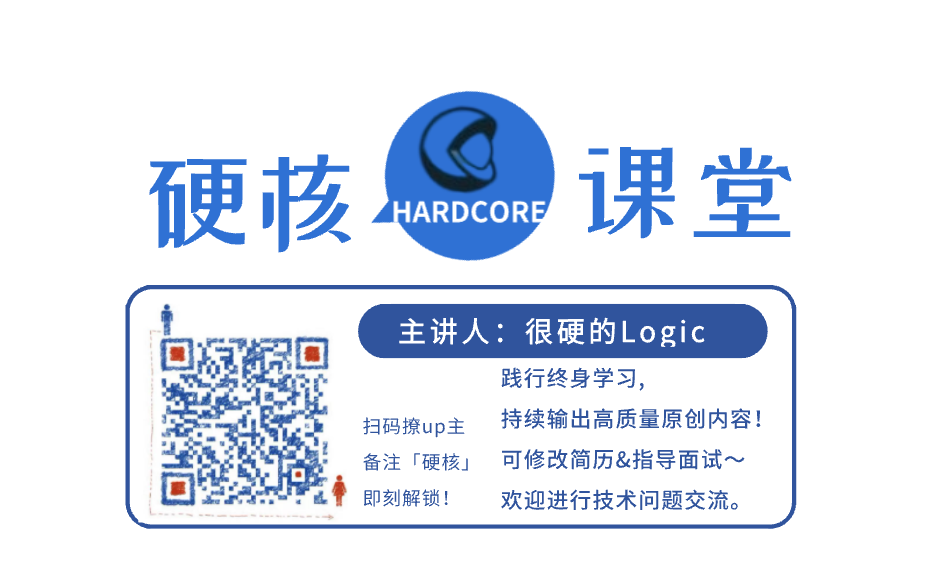 硬核 HARDCORE 课堂
主讲人：很硬的Logic
践行终身学习,
持续输出高质量原创内容！
可修改简历&指导面试～
欢迎进行技术问题交流。
扫码撩up主
备注「硬核」
即刻解锁！